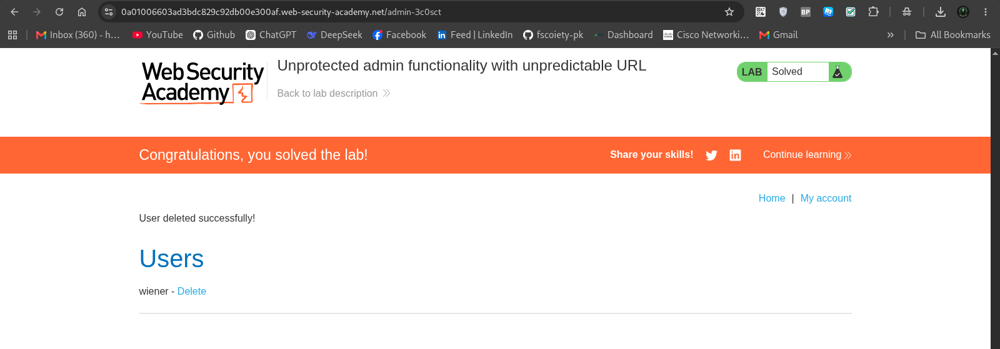 0a01006603ad3bdc829c92db00e300af.web-security-academy.net/admin-3c0sct
BP
Inbox (360) - h... YouTube Github ChatGPT DeepSeek Facebook Feed | LinkedIn fscoiety-pk Dashboard Cisco Networki... Gmail » All Bookmarks
Web Security
Academy
Unprotected admin functionality with unpredictable URL
Back to lab description
LAB Solved
Congratulations, you solved the lab!
Share your skills!
Continue learning
Home | My account
User deleted successfully!
Users
wiener - Delete